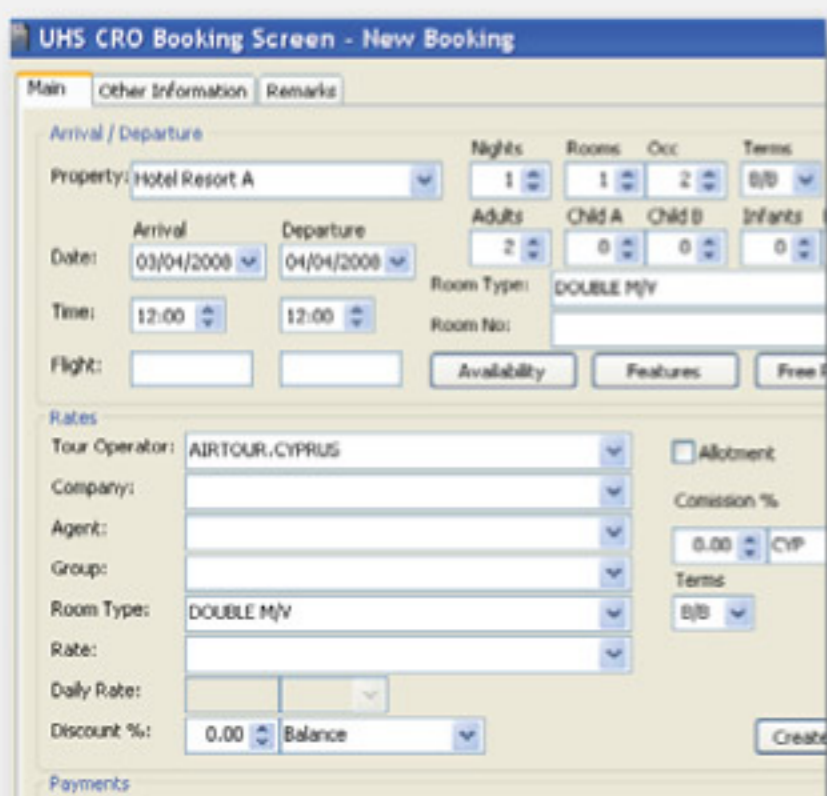 UHS CRO Booking Screen - New Booking
Main Other Information Remarks
Arrival / Departure
Nights Rooms Occ Terms
Property: Hotel Resort A 1 1 2 B/B
Arrival Departure Adults Child A Child B Infants
Date: 03/04/2008 04/04/2008 2 0 0 0
Room Type: DOUBLE M/V
Time: 12:00 12:00
Room No:
Flight: Availability Features Free
Rates
Tour Operator: AIRTOUR.CYPRUS Allotment
Company:
Comission %
Agent:
0.00 CYP
Group:
Terms
Room Type: DOUBLE M/V B/B
Rate:
Daily Rate:
Discount %: 0.00 Balance Create
Payments